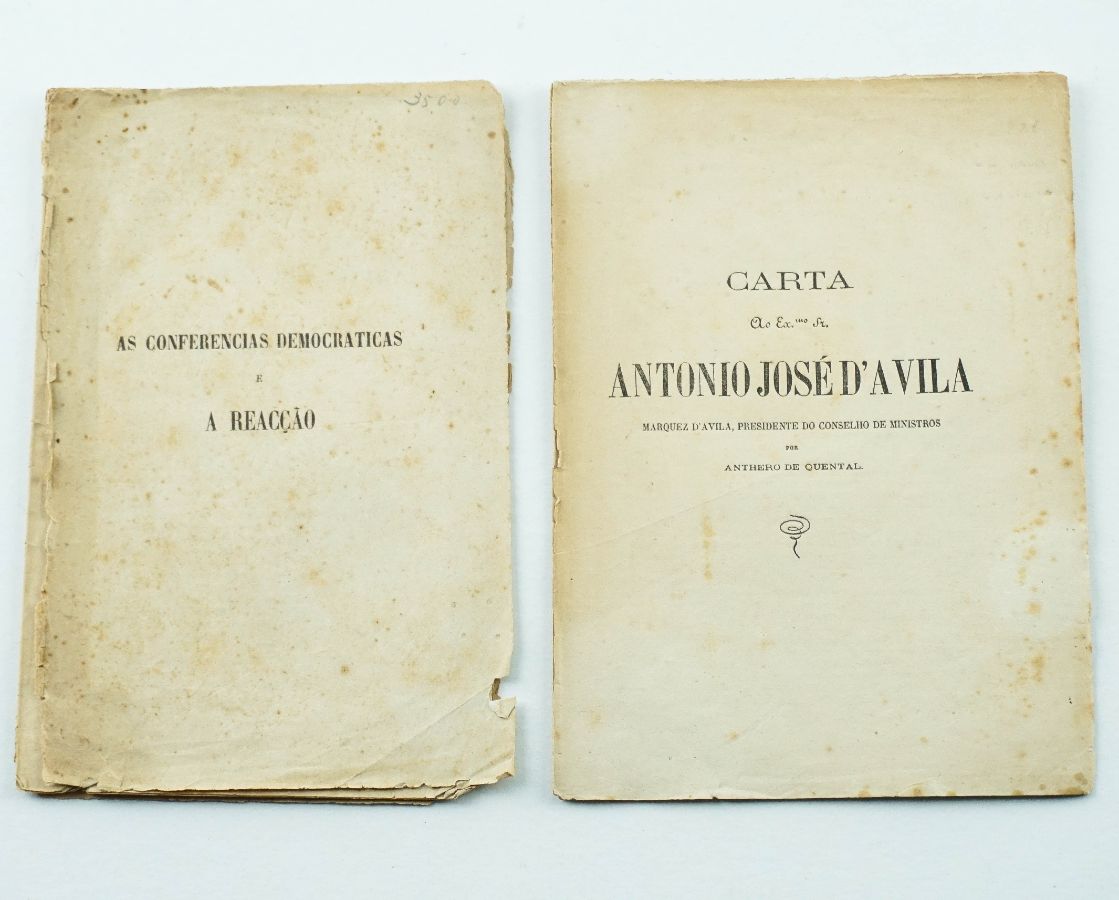 3500
AS CONFERENCIAS DEMOCRATICAS
E
A REACÇÃO
CARTA
Ao Ex.mo Sr.
ANTONIO JOSÉ D'AVILA
MARQUEZ D'AVILA, PRESIDENTE DO CONSELHO DE MINISTROS
POR
ANTHERO DE QUENTAL.